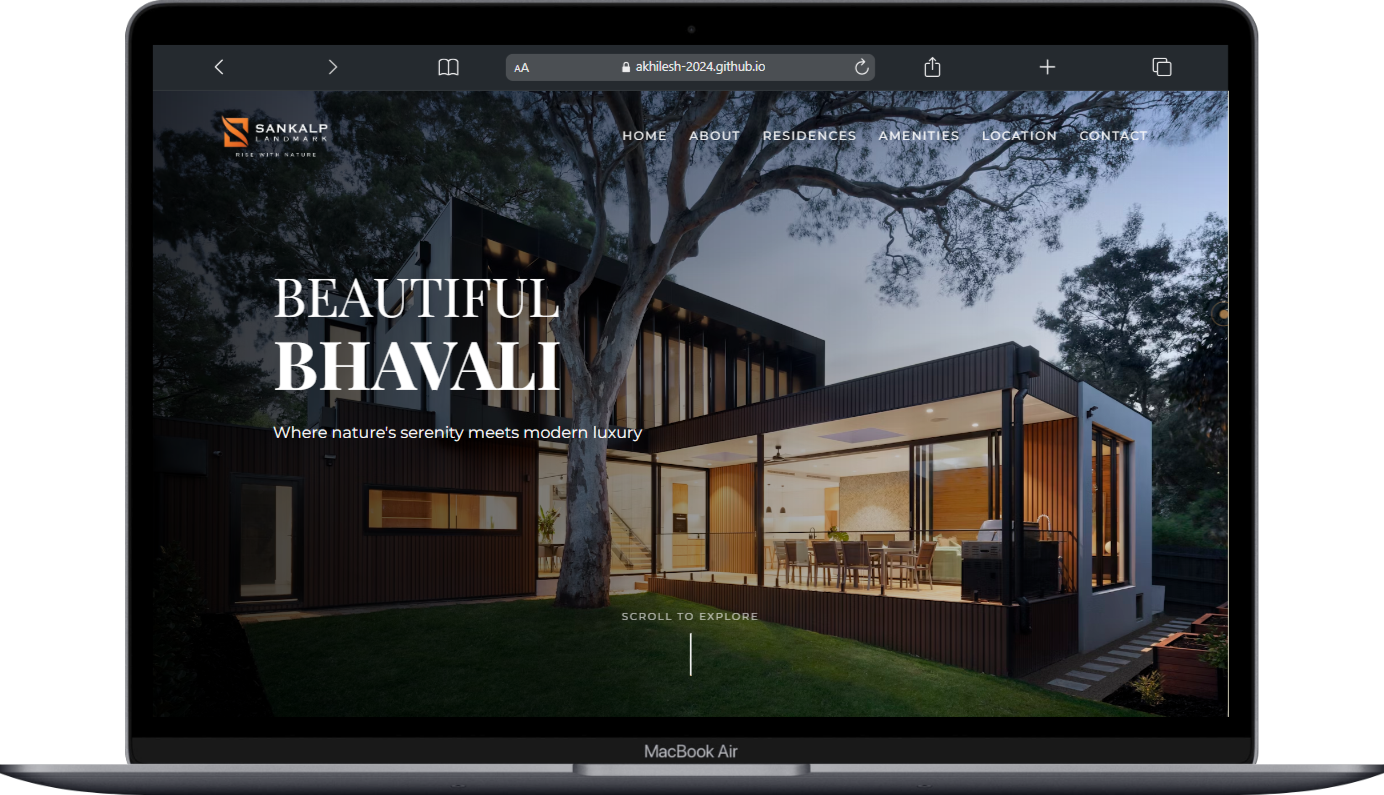 AA akhilesh-2024.github.io
SANKALP
LANDMARK
RISE WITH NATURE
HOME ABOUT RESIDENCES AMENITIES LOCATION CONTACT
BEAUTIFUL
BHAVALI
Where nature's serenity meets modern luxury
SCROLL TO EXPLORE
MacBook Air